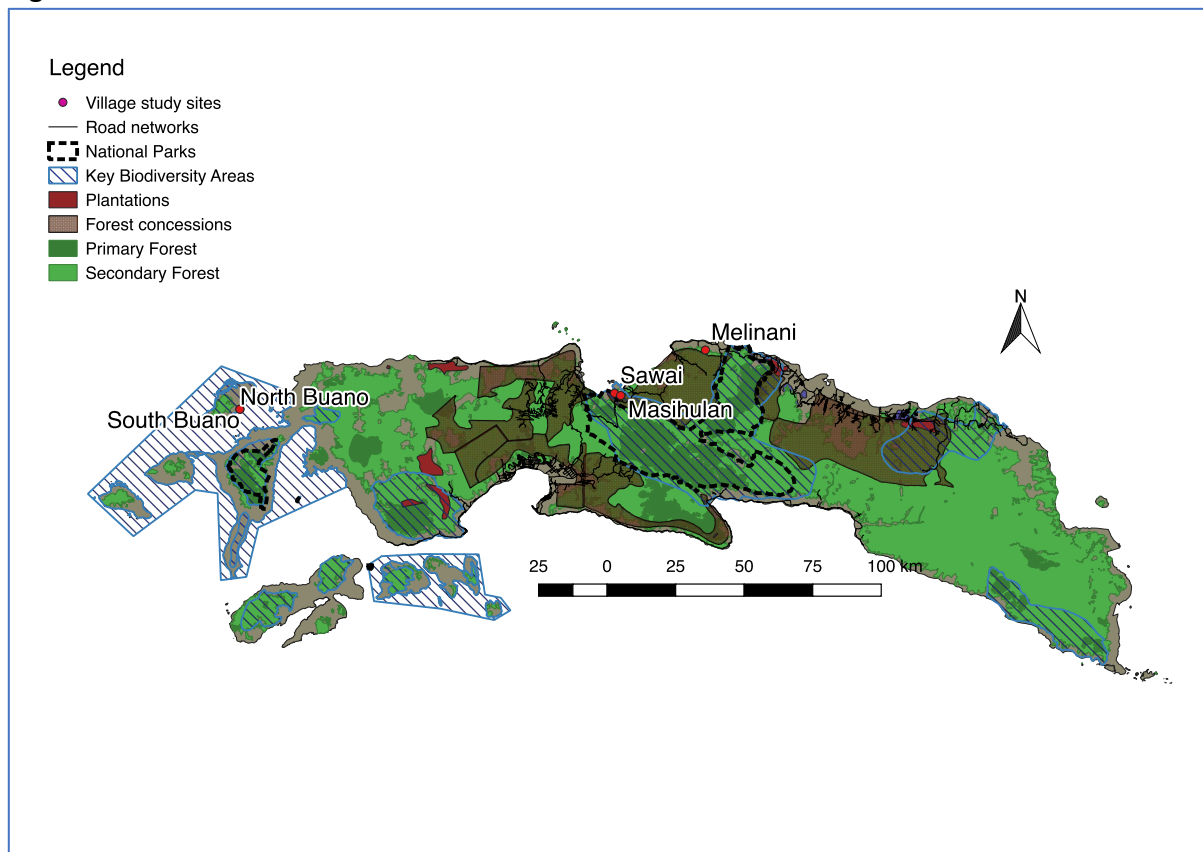 Legend
Village study sites
Road networks
National Parks
Key Biodiversity Areas
Plantations
Forest concessions
Primary Forest
Secondary Forest
N
Melinani
Sawai
North Buano
Masihulan
South Buano
25 0 25 50 75 100 km